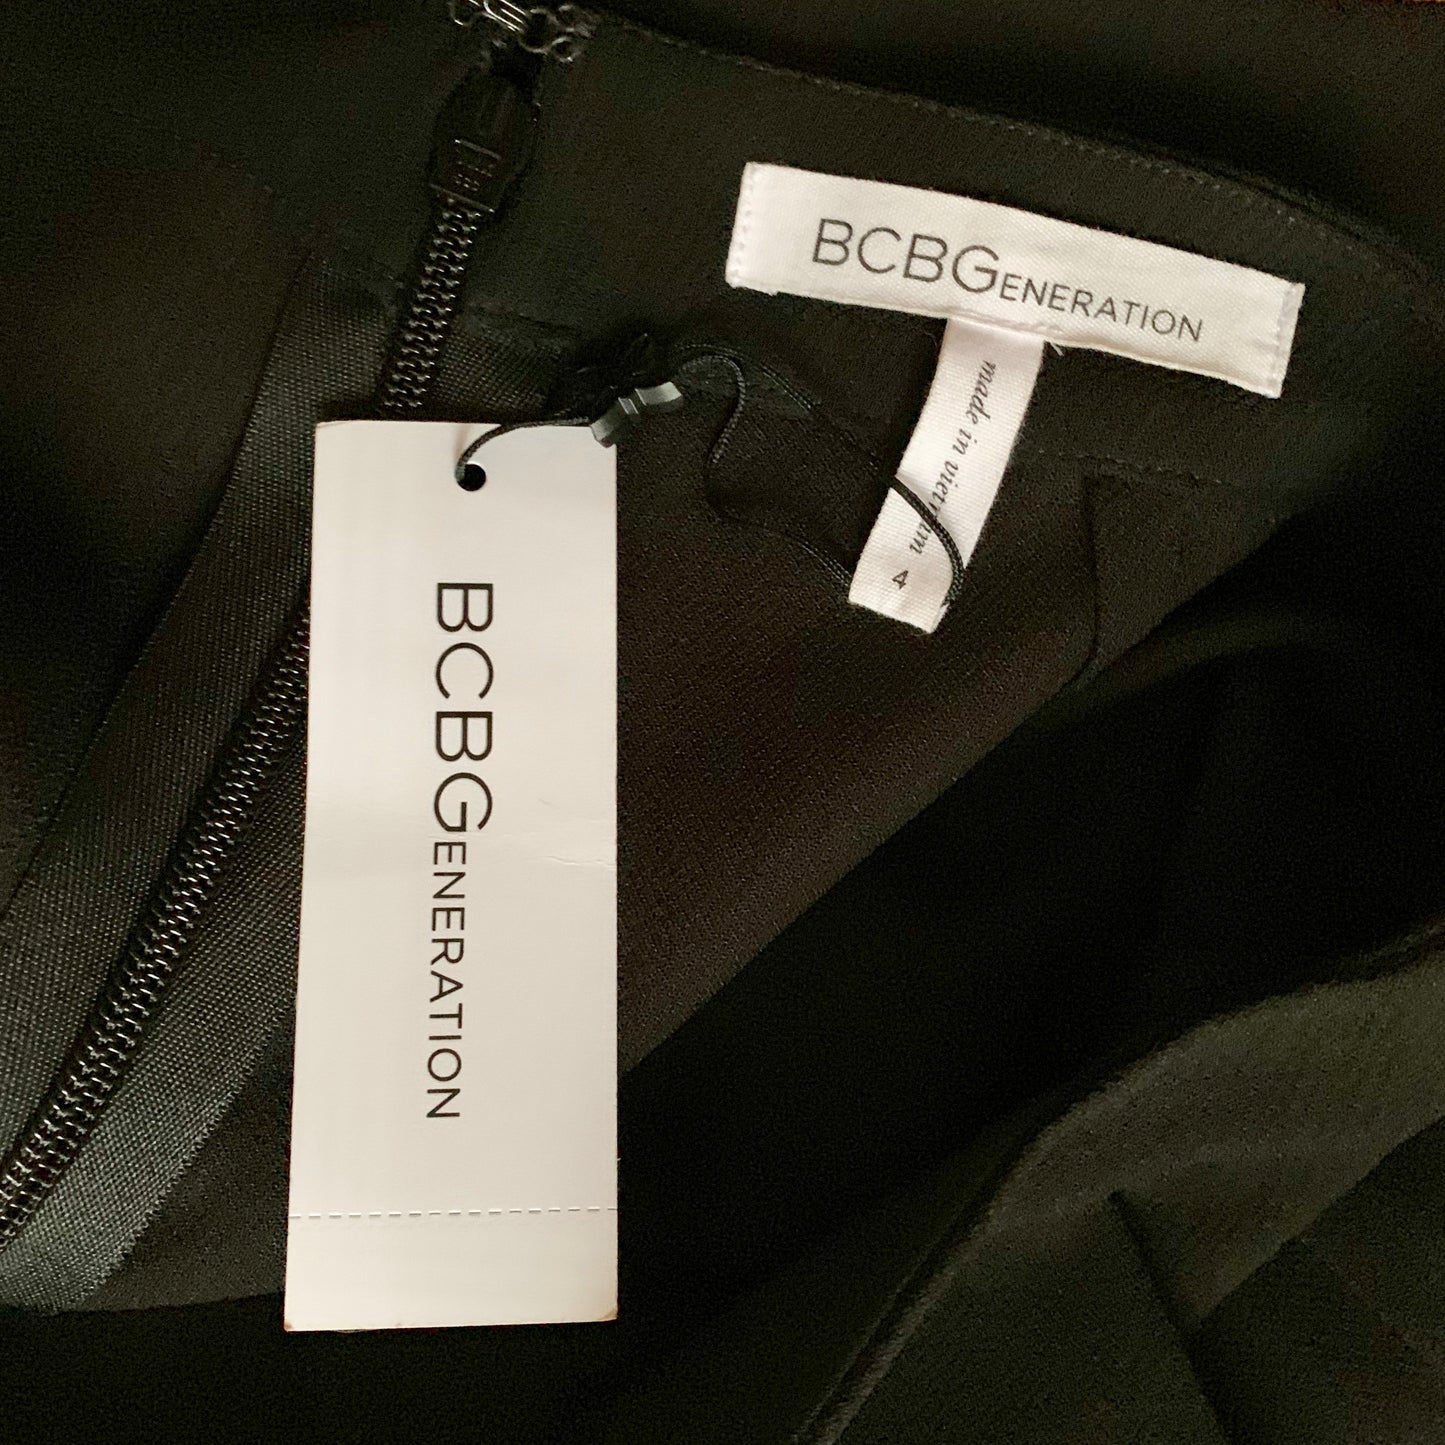 BCBGENERATION
made in vietnam
4
BCBGENERATION